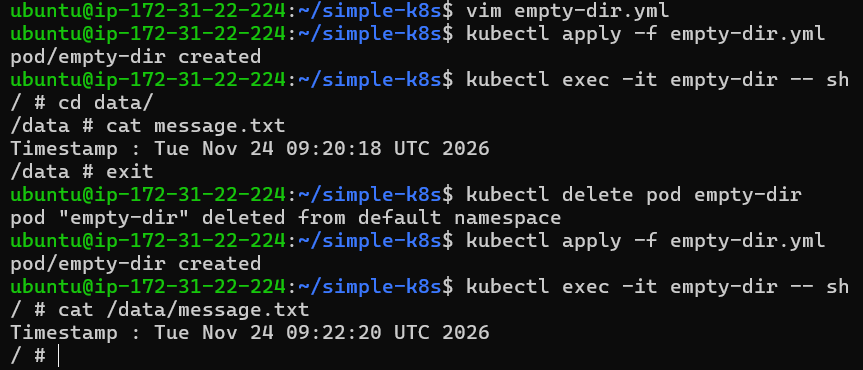 ubuntu@ip-172-31-22-224:~/simple-k8s$ vim empty-dir.yml
ubuntu@ip-172-31-22-224:~/simple-k8s$ kubectl apply -f empty-dir.yml
pod/empty-dir created
ubuntu@ip-172-31-22-224:~/simple-k8s$ kubectl exec -it empty-dir -- sh
/ # cd data/
/data # cat message.txt
Timestamp : Tue Nov 24 09:20:18 UTC 2026
/data # exit
ubuntu@ip-172-31-22-224:~/simple-k8s$ kubectl delete pod empty-dir
pod "empty-dir" deleted from default namespace
ubuntu@ip-172-31-22-224:~/simple-k8s$ kubectl apply -f empty-dir.yml
pod/empty-dir created
ubuntu@ip-172-31-22-224:~/simple-k8s$ kubectl exec -it empty-dir -- sh
/ # cat /data/message.txt
Timestamp : Tue Nov 24 09:22:20 UTC 2026
/ #